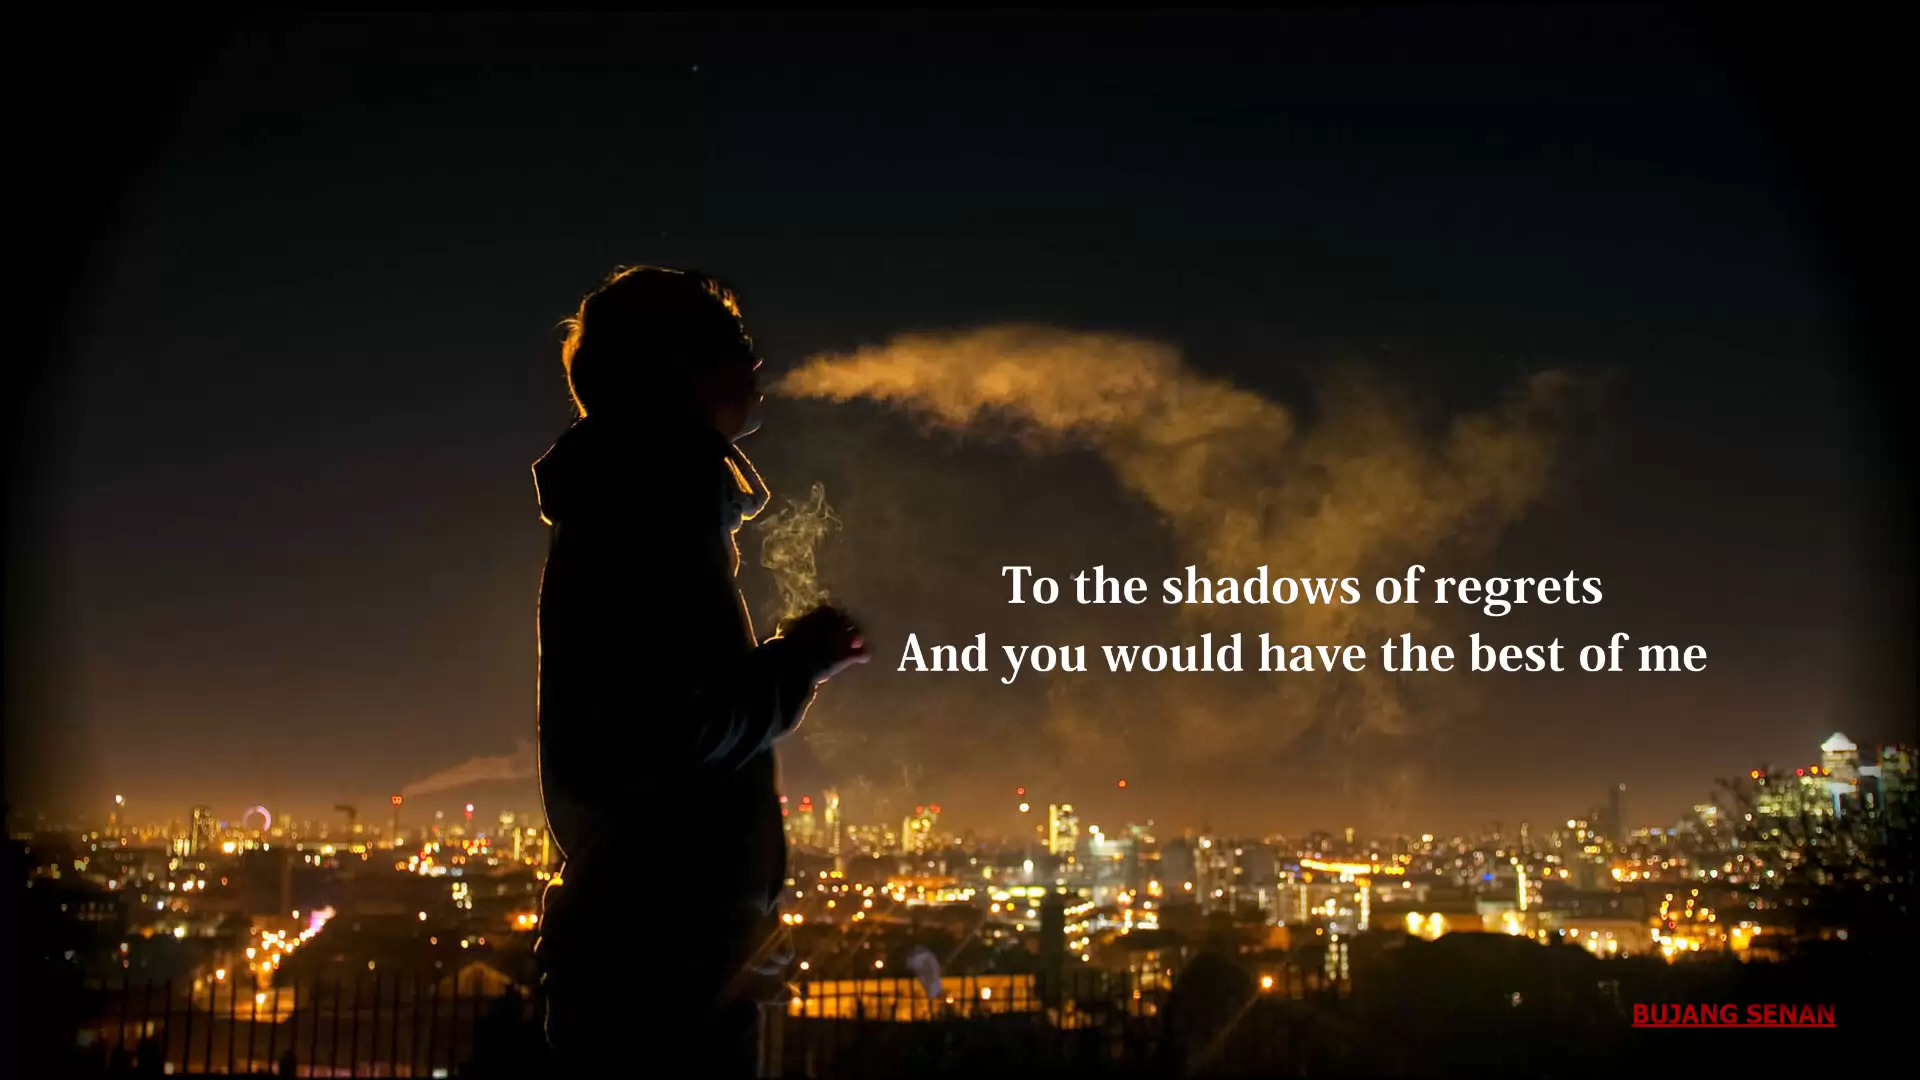 To the shadows of regrets
And you would have the best of me
BUJANG SENAN